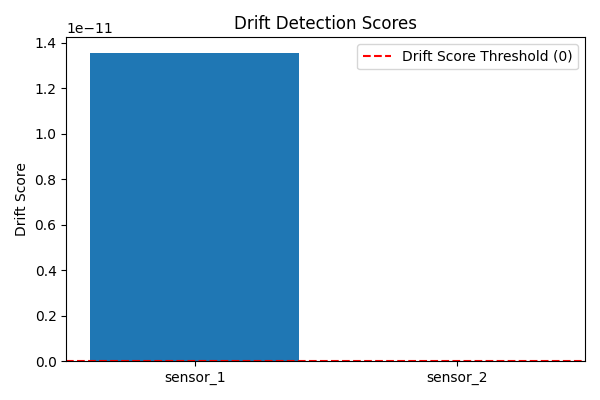 Drift Detection Scores
1e−11
Drift Score Threshold (0)
1.4
1.2
1.0
0.8
0.6
0.4
0.2
0.0
Drift Score
sensor_1
sensor_2